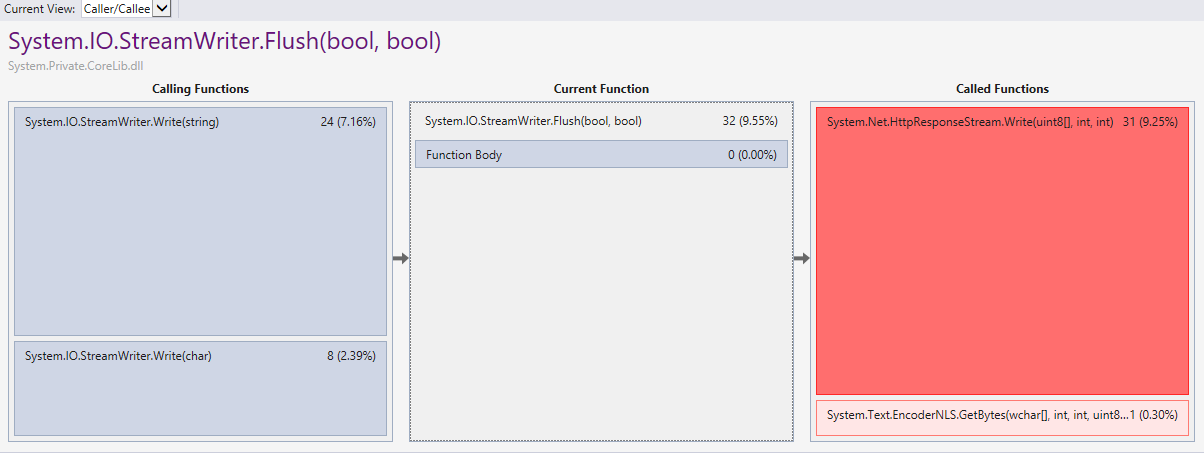 Current View: Caller/Callee
System.IO.StreamWriter.Flush(bool, bool)
System.Private.CoreLib.dll
Calling Functions
Current Function
Called Functions
System.IO.StreamWriter.Write(string) 24 (7.16%)
System.IO.StreamWriter.Write(char) 8 (2.39%)
System.IO.StreamWriter.Flush(bool, bool) 32 (9.55%)
Function Body 0 (0.00%)
System.Net.HttpResponseStream.Write(uint8[], int, int) 31 (9.25%)
System.Text.EncoderNLS.GetBytes(wchar[], int, int, uint8...1 (0.30%)